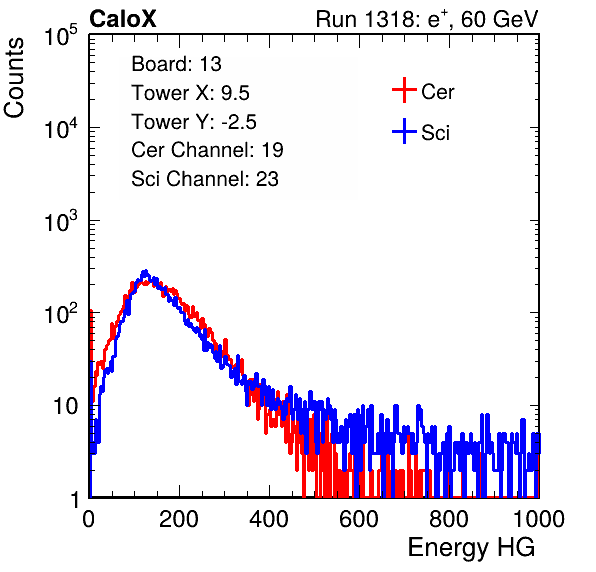 CaloX Run 1318: e⁺, 60 GeV
Counts
Board: 13
Tower X: 9.5
Tower Y: -2.5
Cer Channel: 19
Sci Channel: 23
Cer
Sci
10⁵
10⁴
10³
10²
10
1
0 200 400 600 800 1000
Energy HG